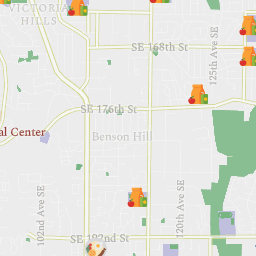 VICTORIA
HILLS
SE 168th St
125th Ave SE
SE 176th St
al Center
Benson Hill
102nd Ave SE
120th Ave SE
SE 192nd St